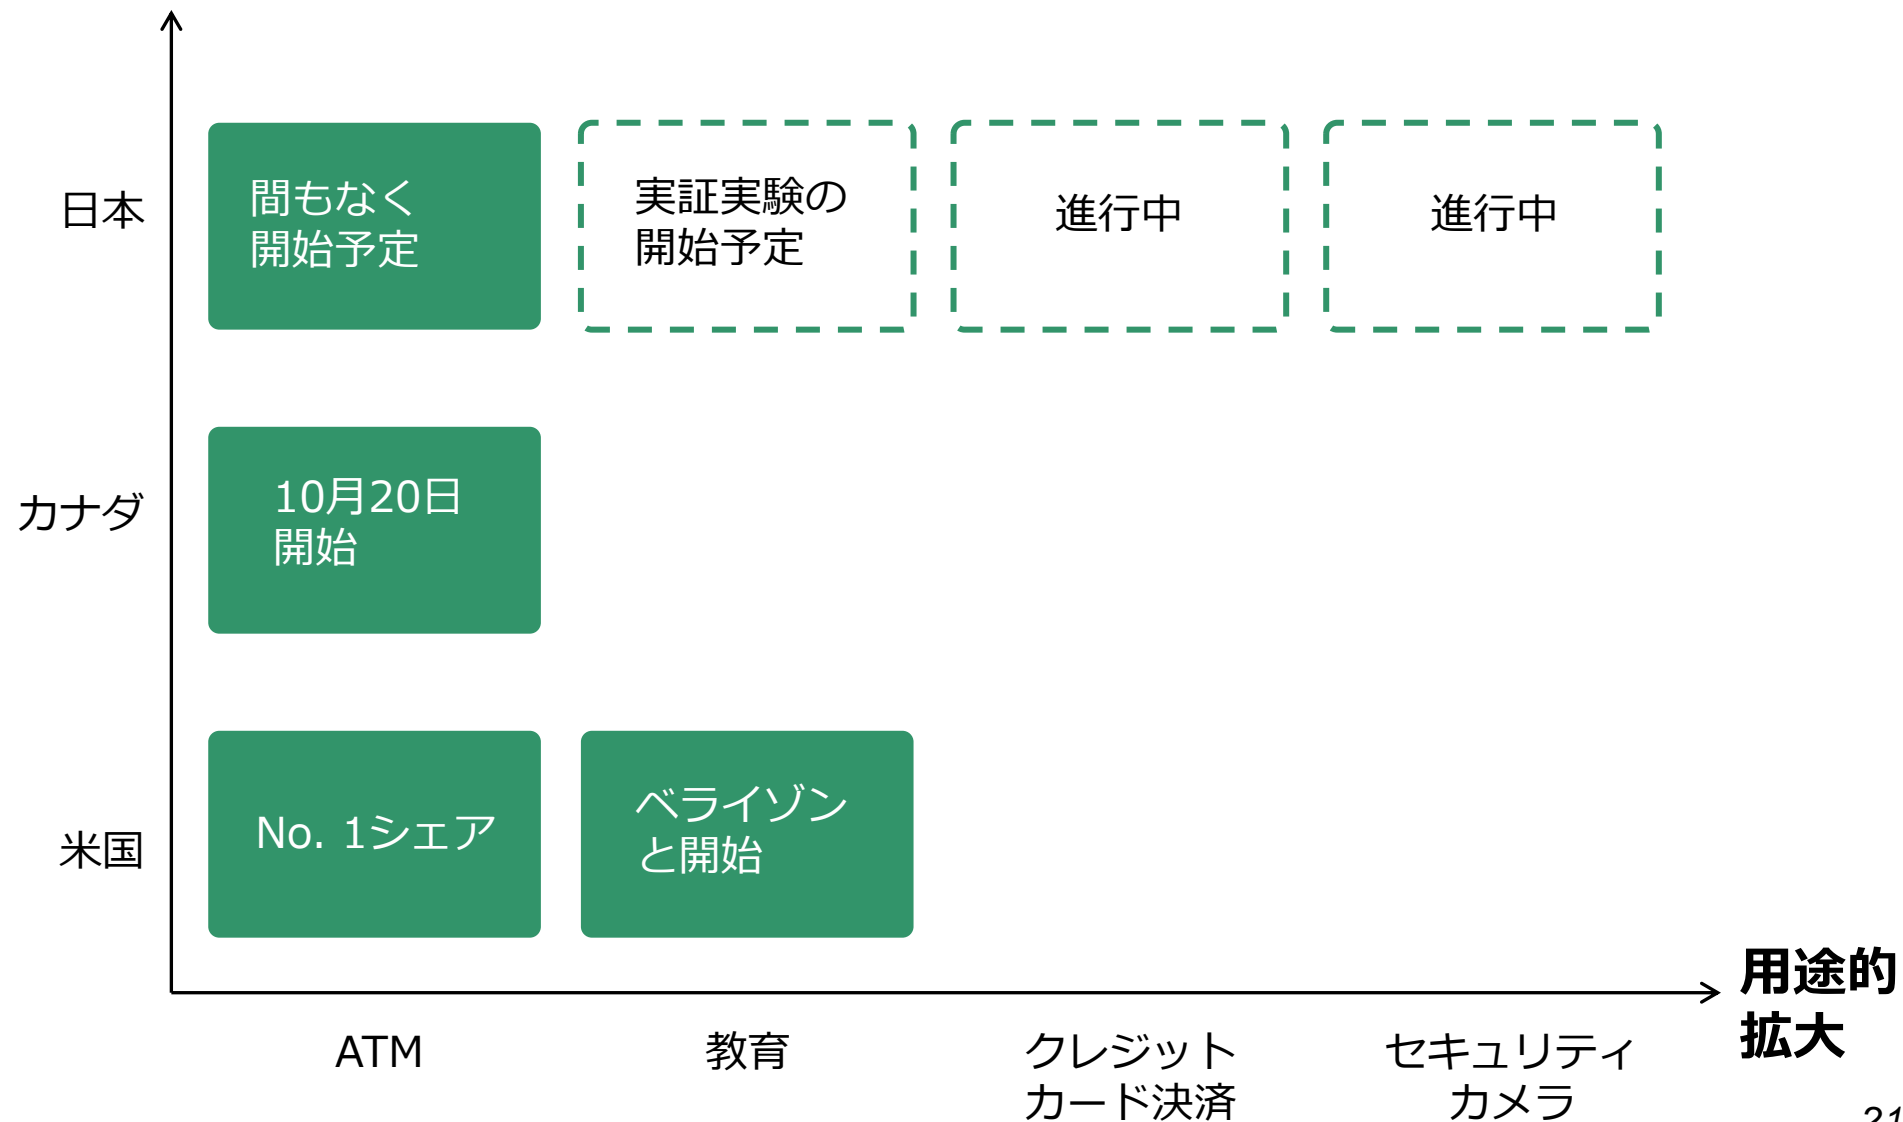 日本
間もなく
開始予定
実証実験の
開始予定
進行中
進行中
カナダ
10月20日
開始
米国
No. 1シェア
ベライゾン
と開始
用途的
拡大
ATM
教育
クレジット
カード決済
セキュリティ
カメラ
21